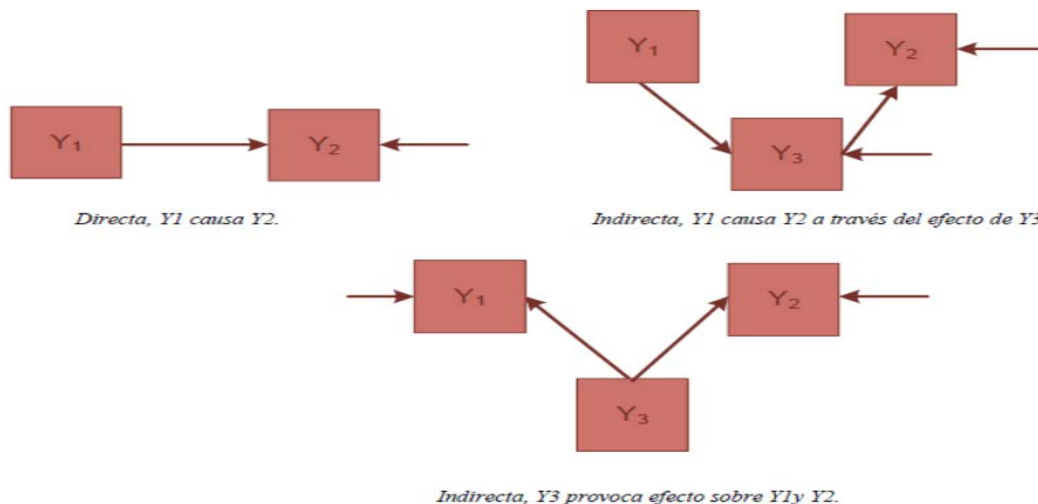 Y₁
Y₂
Directa, Y1 causa Y2.
Y₁
Y₂
Y₃
Indirecta, Y1 causa Y2 a través del efecto de Y3
Y₁
Y₂
Y₃
Indirecta, Y3 provoca efecto sobre Y1y Y2.